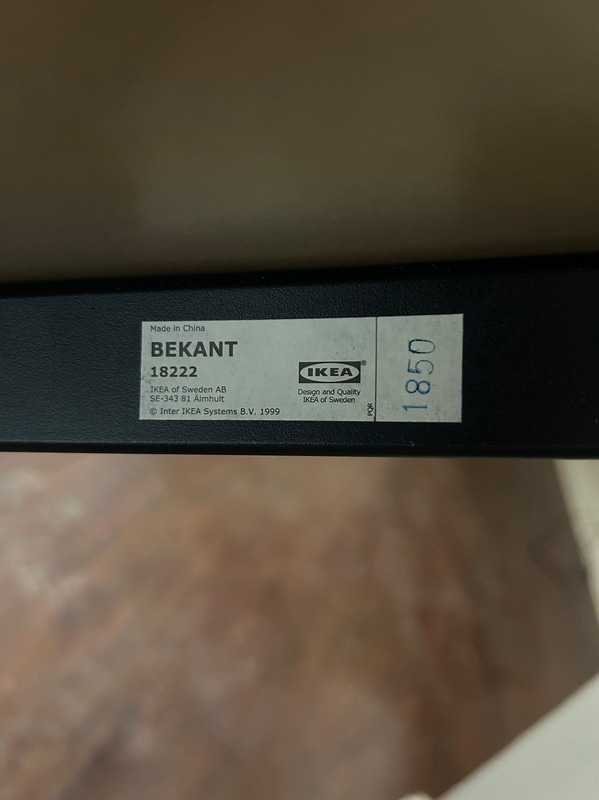 Made in China
BEKANT
18222
IKEA of Sweden AB
SE-343 81 Älmhult
© Inter IKEA Systems B.V. 1999
IKEA®
Design and Quality
IKEA of Sweden
PQR
1850